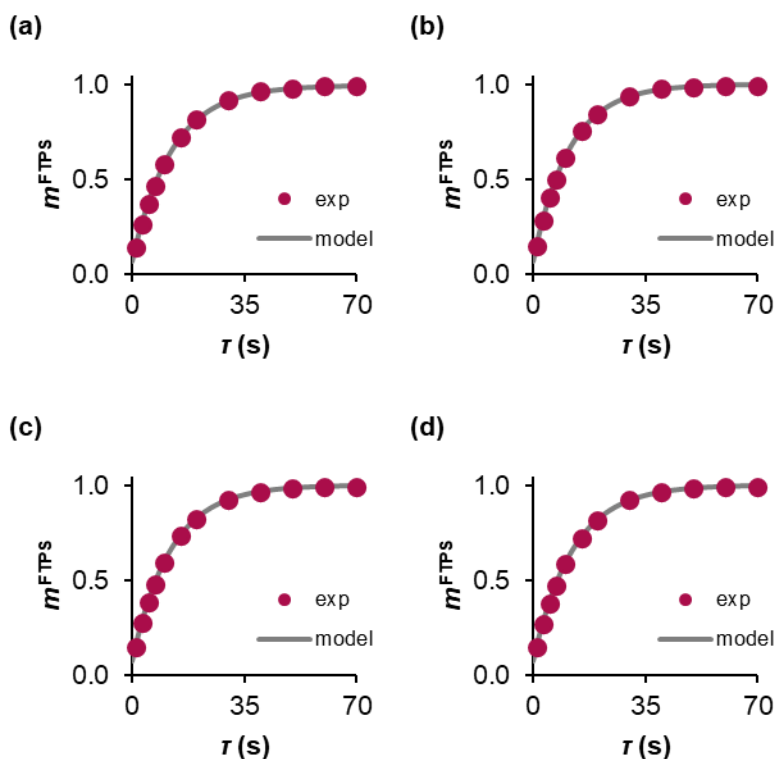 (a)
1.0
0.5
0.0
m^FTPS
exp
model
0 35 70
τ (s)
(b)
1.0
0.5
0.0
m^FTPS
exp
model
0 35 70
τ (s)
(c)
1.0
0.5
0.0
m^FTPS
exp
model
0 35 70
τ (s)
(d)
1.0
0.5
0.0
m^FTPS
exp
model
0 35 70
τ (s)